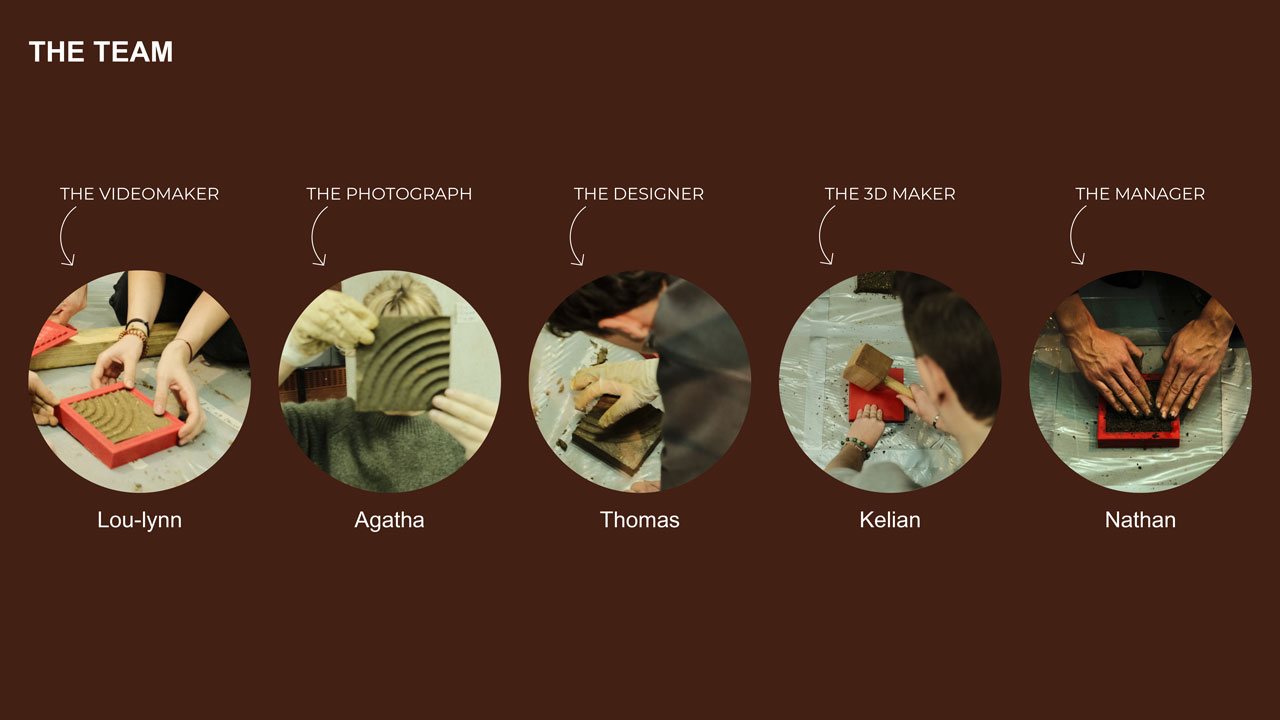 THE TEAM
THE VIDEOMAKER
THE PHOTOGRAPH
THE DESIGNER
THE 3D MAKER
THE MANAGER
Lou-lynn
Agatha
Thomas
Kelian
Nathan